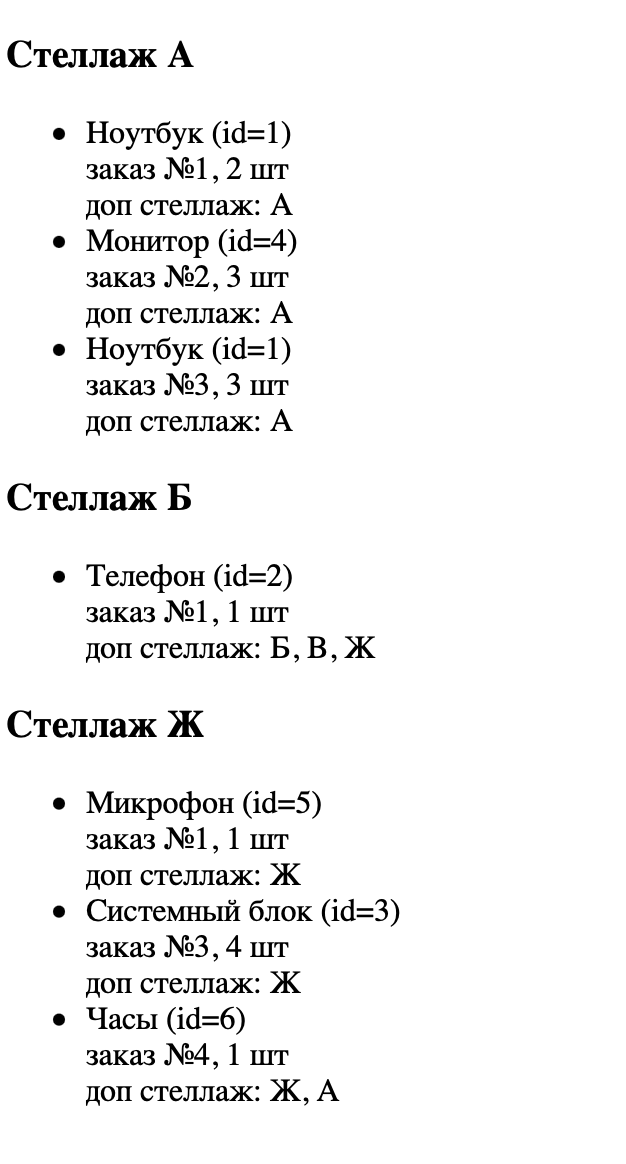 Стеллаж А
Ноутбук (id=1)
заказ №1, 2 шт
доп стеллаж: А
Монитор (id=4)
заказ №2, 3 шт
доп стеллаж: А
Ноутбук (id=1)
заказ №3, 3 шт
доп стеллаж: А
Стеллаж Б
Телефон (id=2)
заказ №1, 1 шт
доп стеллаж: Б, В, Ж
Стеллаж Ж
Микрофон (id=5)
заказ №1, 1 шт
доп стеллаж: Ж
Системный блок (id=3)
заказ №3, 4 шт
доп стеллаж: Ж
Часы (id=6)
заказ №4, 1 шт
доп стеллаж: Ж, А